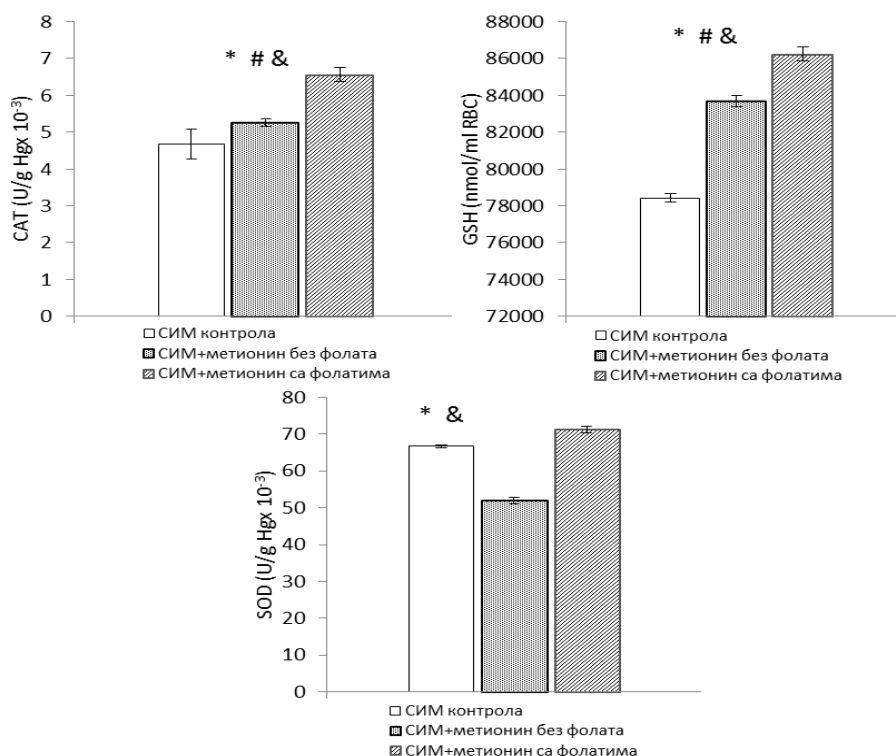 * # &
8
7
6
5
4
3
2
1
0
CAT (U/g Hgx 10⁻³)
СИМ контрола
СИМ+метионин без фолата
СИМ+метионин са фолатима
* # &
88000
86000
84000
82000
80000
78000
76000
74000
72000
GSH (nmol/ml RBC)
СИМ контрола
СИМ+метионин без фолата
СИМ+метионин са фолатима
* &
80
70
60
50
40
30
20
10
0
SOD (U/g Hgx 10⁻³)
СИМ контрола
СИМ+метионин без фолата
СИМ+метионин са фолатима